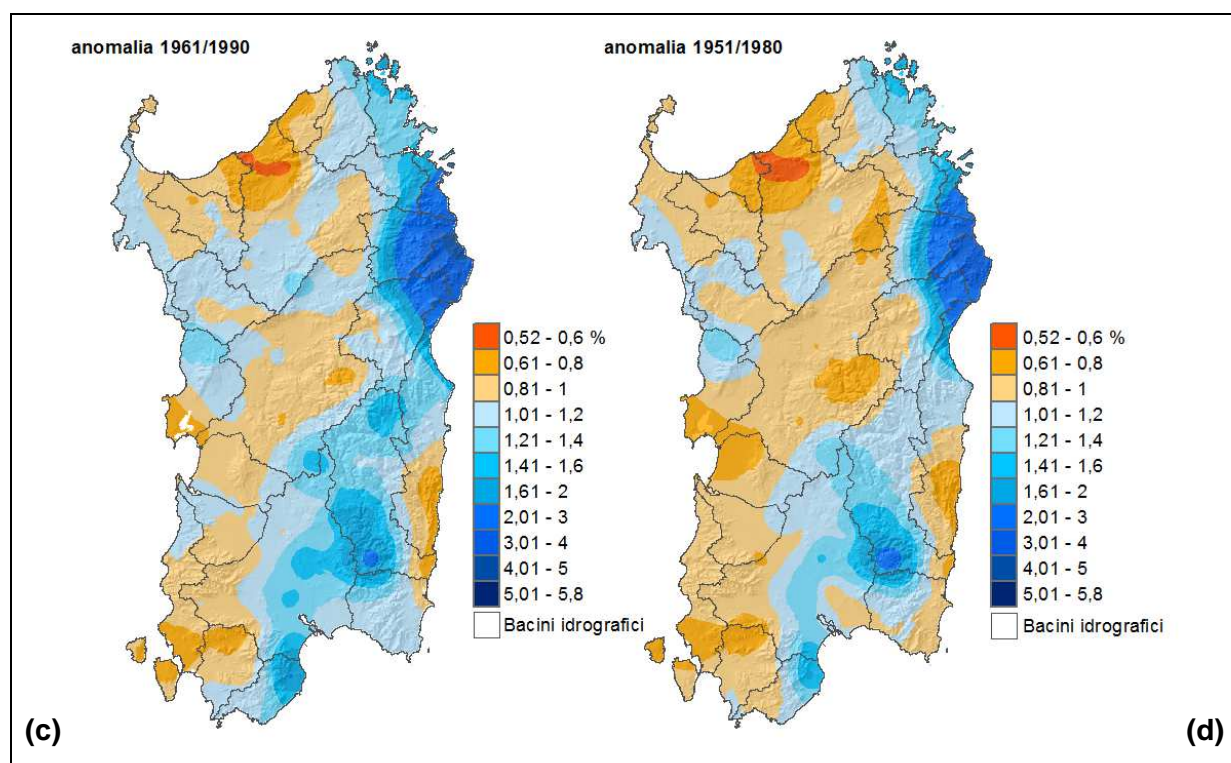 anomalia 1961/1990
0,52 - 0,6 %
0,61 - 0,8
0,81 - 1
1,01 - 1,2
1,21 - 1,4
1,41 - 1,6
1,61 - 2
2,01 - 3
3,01 - 4
4,01 - 5
5,01 - 5,8
Bacini idrografici
(c)
anomalia 1951/1980
0,52 - 0,6 %
0,61 - 0,8
0,81 - 1
1,01 - 1,2
1,21 - 1,4
1,41 - 1,6
1,61 - 2
2,01 - 3
3,01 - 4
4,01 - 5
5,01 - 5,8
Bacini idrografici
(d)